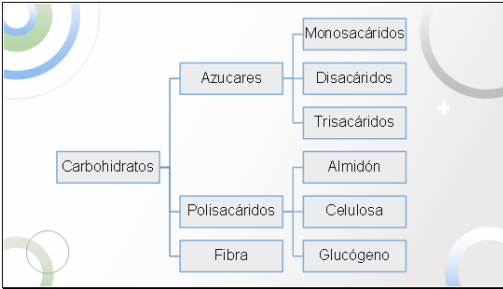 Carbohidratos
Azucares
Monosacáridos
Disacáridos
Trisacáridos
Polisacáridos
Almidón
Celulosa
Glucógeno
Fibra